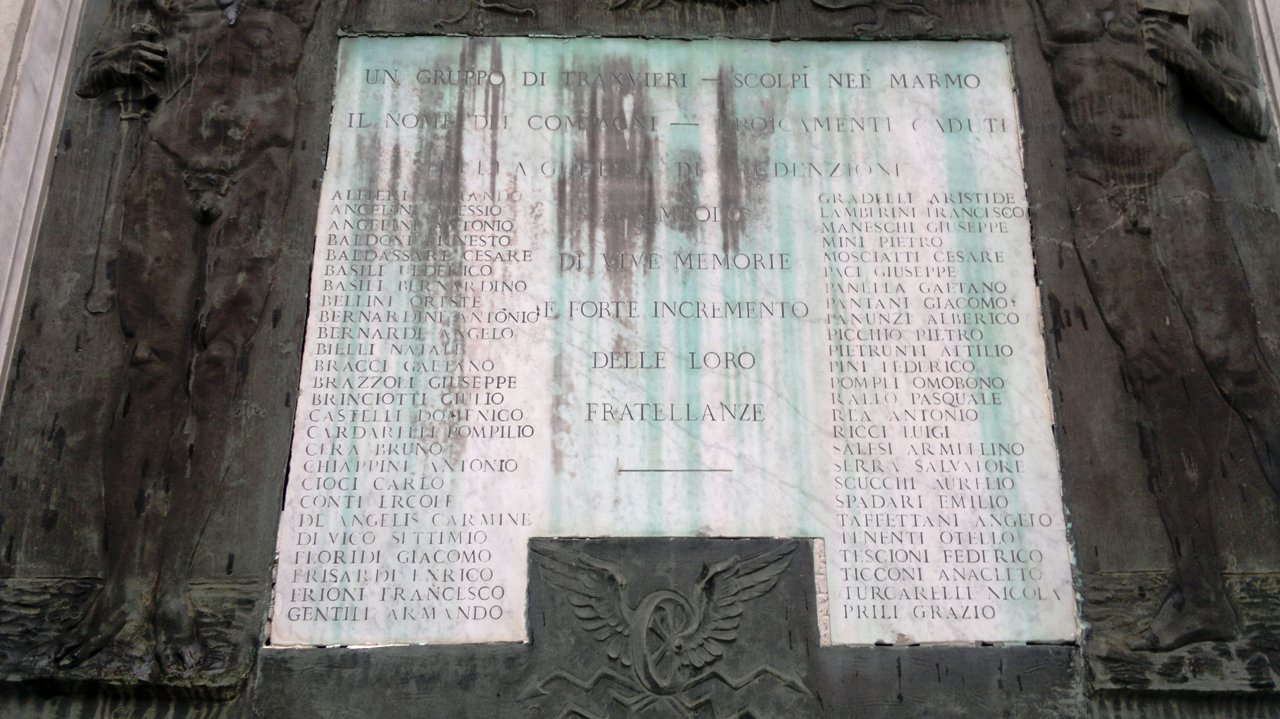 UN GRUPPO DI TRANVIERI — SCOLPÌ NEL MARMO
IL NOME DEI COMPAGNI — EROICAMENTE CADUTI
GUERRA DI REDENZIONE
A SIMBOLO
DI VIVE MEMORIE
E FORTE INCREMENTO
DELLE LORO
FRATELLANZE
ALFIERI
ANGELINI ALESSIO
ANGELINI ANTONIO
BALDONI ERNESTO
BALDASSARE CESARE
BASILI FEDERICO
BASILI BERNARDINO
BELLINI ORESTE
BERNARDINI ANTONIO
BERNARDI ANGELO
BIELLI NATALE
BRACCI GAETANO
BRAZZOLI GIUSEPPE
BRINCIOTTI GIULIO
CASTELLI DOMENICO
CARDARELLI POMPILIO
CERA BRUNO
CHIAPPINI ANTONIO
CIOCI CARLO
CONTI ERCOLE
DE ANGELIS CARMINE
DI VICO SETTIMIO
FLORIDI GIACOMO
FRISARDI ENRICO
FRIONI FRANCESCO
GENTILI ARMANDO
GRADELLI ARISTIDE
LAMBERINI FRANCESCO
MANESCHI GIUSEPPE
MINI PIETRO
MOSCIATTI CESARE
PACI GIUSEPPE
PANELLA GAETANO
PANTANI GIACOMO
PANUNZI ALBERICO
PICCHIO PIETRO
PIETRUNTI ATTILIO
PINI FEDERICO
POMPEI OMOBONO
RALLO PASQUALE
REA ANTONIO
RICCI LUIGI
SALESI ARMELLINO
SERRA SALVATORE
SCUCCHI AURELIO
SPADARI EMILIO
TAFFETTANI ANGELO
TENENTI OTELLO
TESCIONI FEDERICO
TICCONI ANACLETO
TURCARELLI NICOLA
PRILI GRAZIO